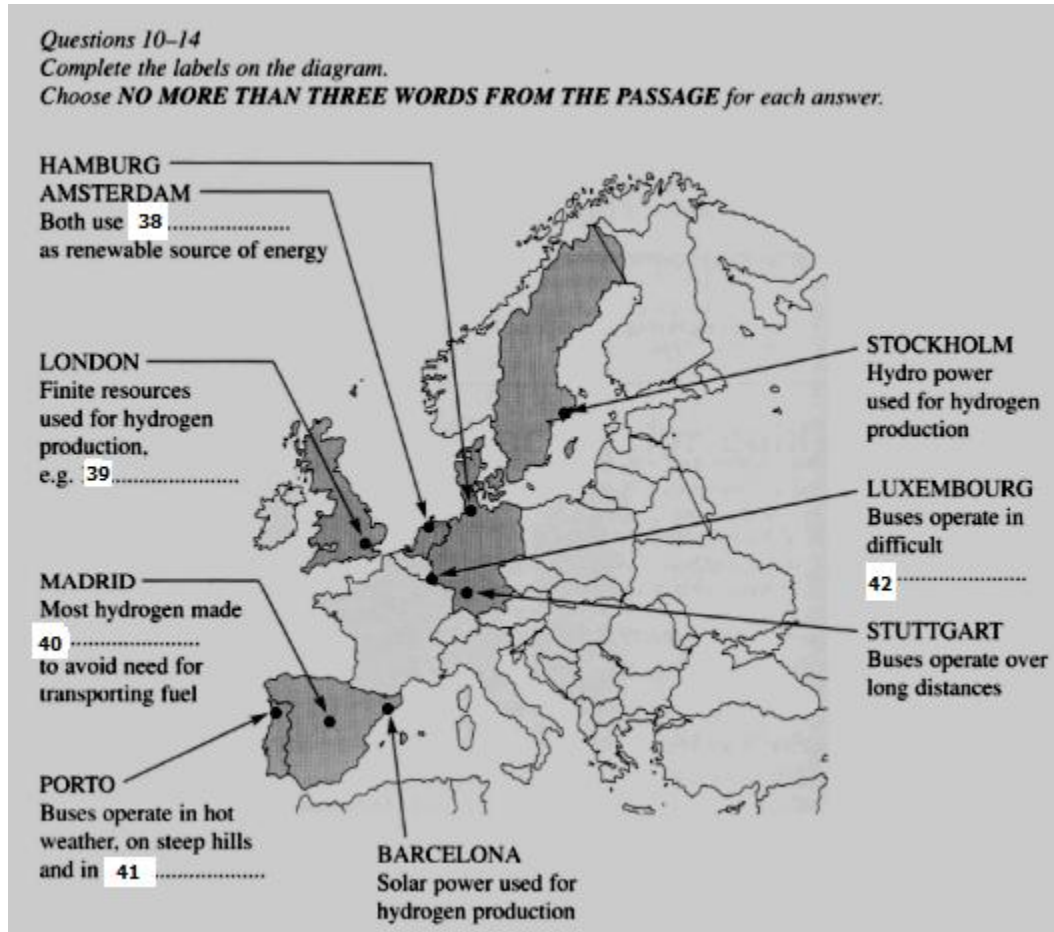 Questions 10–14
Complete the labels on the diagram.
Choose NO MORE THAN THREE WORDS FROM THE PASSAGE for each answer.
HAMBURG
AMSTERDAM
Both use 38 .....................
as renewable source of energy
LONDON
Finite resources
used for hydrogen
production,
e.g. 39 ......................
MADRID
Most hydrogen made
40 ......................
to avoid need for
transporting fuel
PORTO
Buses operate in hot
weather, on steep hills
and in 41 ...................
BARCELONA
Solar power used for
hydrogen production
STOCKHOLM
Hydro power
used for hydrogen
production
LUXEMBOURG
Buses operate in
difficult
42 ......................
STUTTGART
Buses operate over
long distances